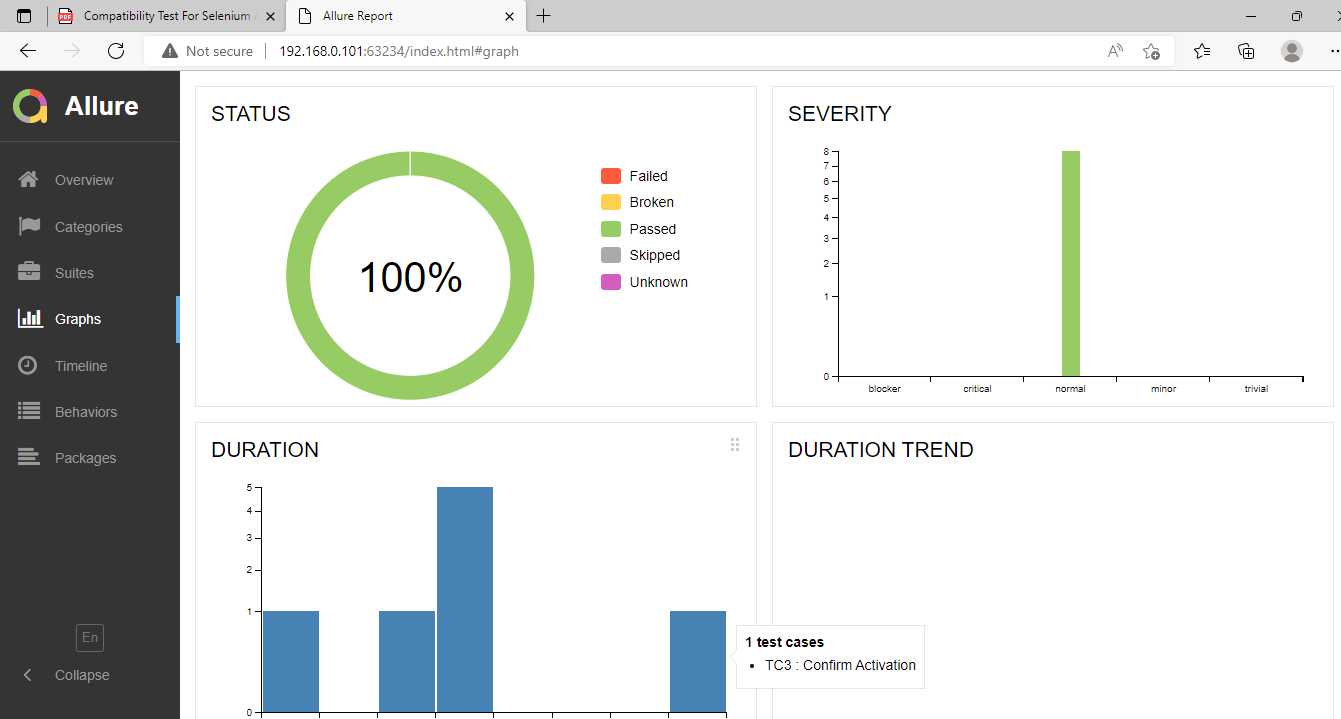 Compatibility Test For Selenium
Allure Report
Not secure
192.168.0.101:63234/index.html#graph
Allure
Overview
Categories
Suites
Graphs
Timeline
Behaviors
Packages
En
Collapse
STATUS
100%
Failed
Broken
Passed
Skipped
Unknown
SEVERITY
8
7
6
5
4
3
2
1
0
blocker critical normal minor trivial
DURATION
5
4
3
2
1
0
1 test cases
• TC3 : Confirm Activation
DURATION TREND